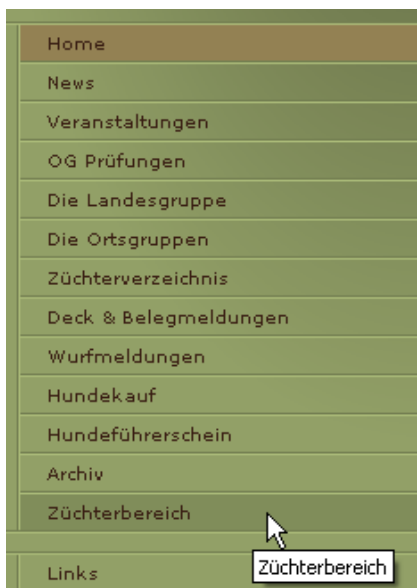 Home
News
Veranstaltungen
OG Prüfungen
Die Landesgruppe
Die Ortsgruppen
Züchterverzeichnis
Deck & Belegmeldungen
Wurfmeldungen
Hundekauf
Hundeführerschein
Archiv
Züchterbereich
Züchterbereich
Links